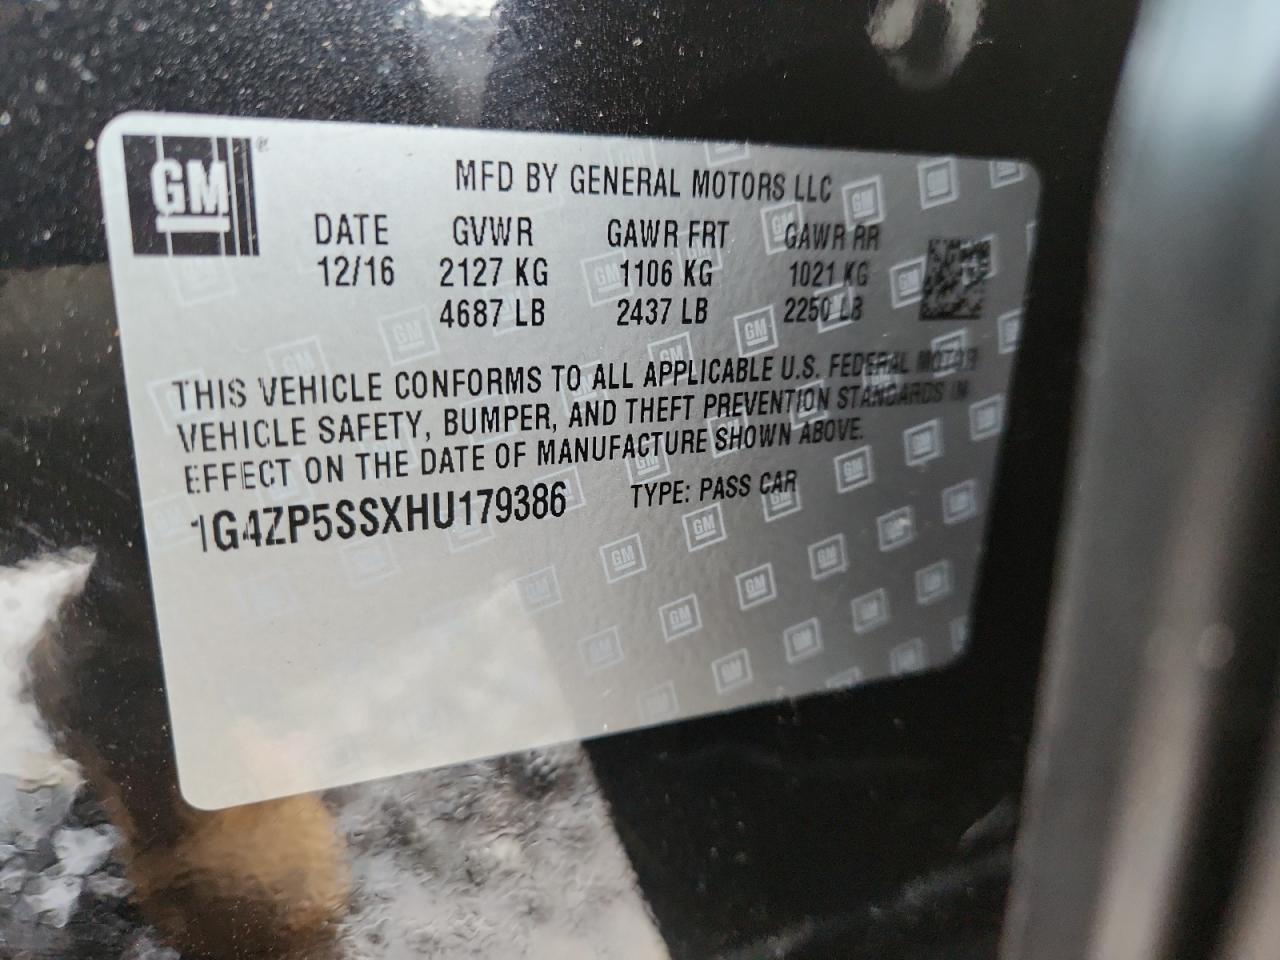 GM®
MFD BY GENERAL MOTORS LLC
DATE GVWR GAWR FRT GAWR RR
12/16 2127 KG 1106 KG 1021 KG
4687 LB 2437 LB 2250 LB
THIS VEHICLE CONFORMS TO ALL APPLICABLE U.S. FEDERAL MOTOR
VEHICLE SAFETY, BUMPER, AND THEFT PREVENTION STANDARDS IN
EFFECT ON THE DATE OF MANUFACTURE SHOWN ABOVE.
1G4ZP5SSXHU179386 TYPE: PASS CAR